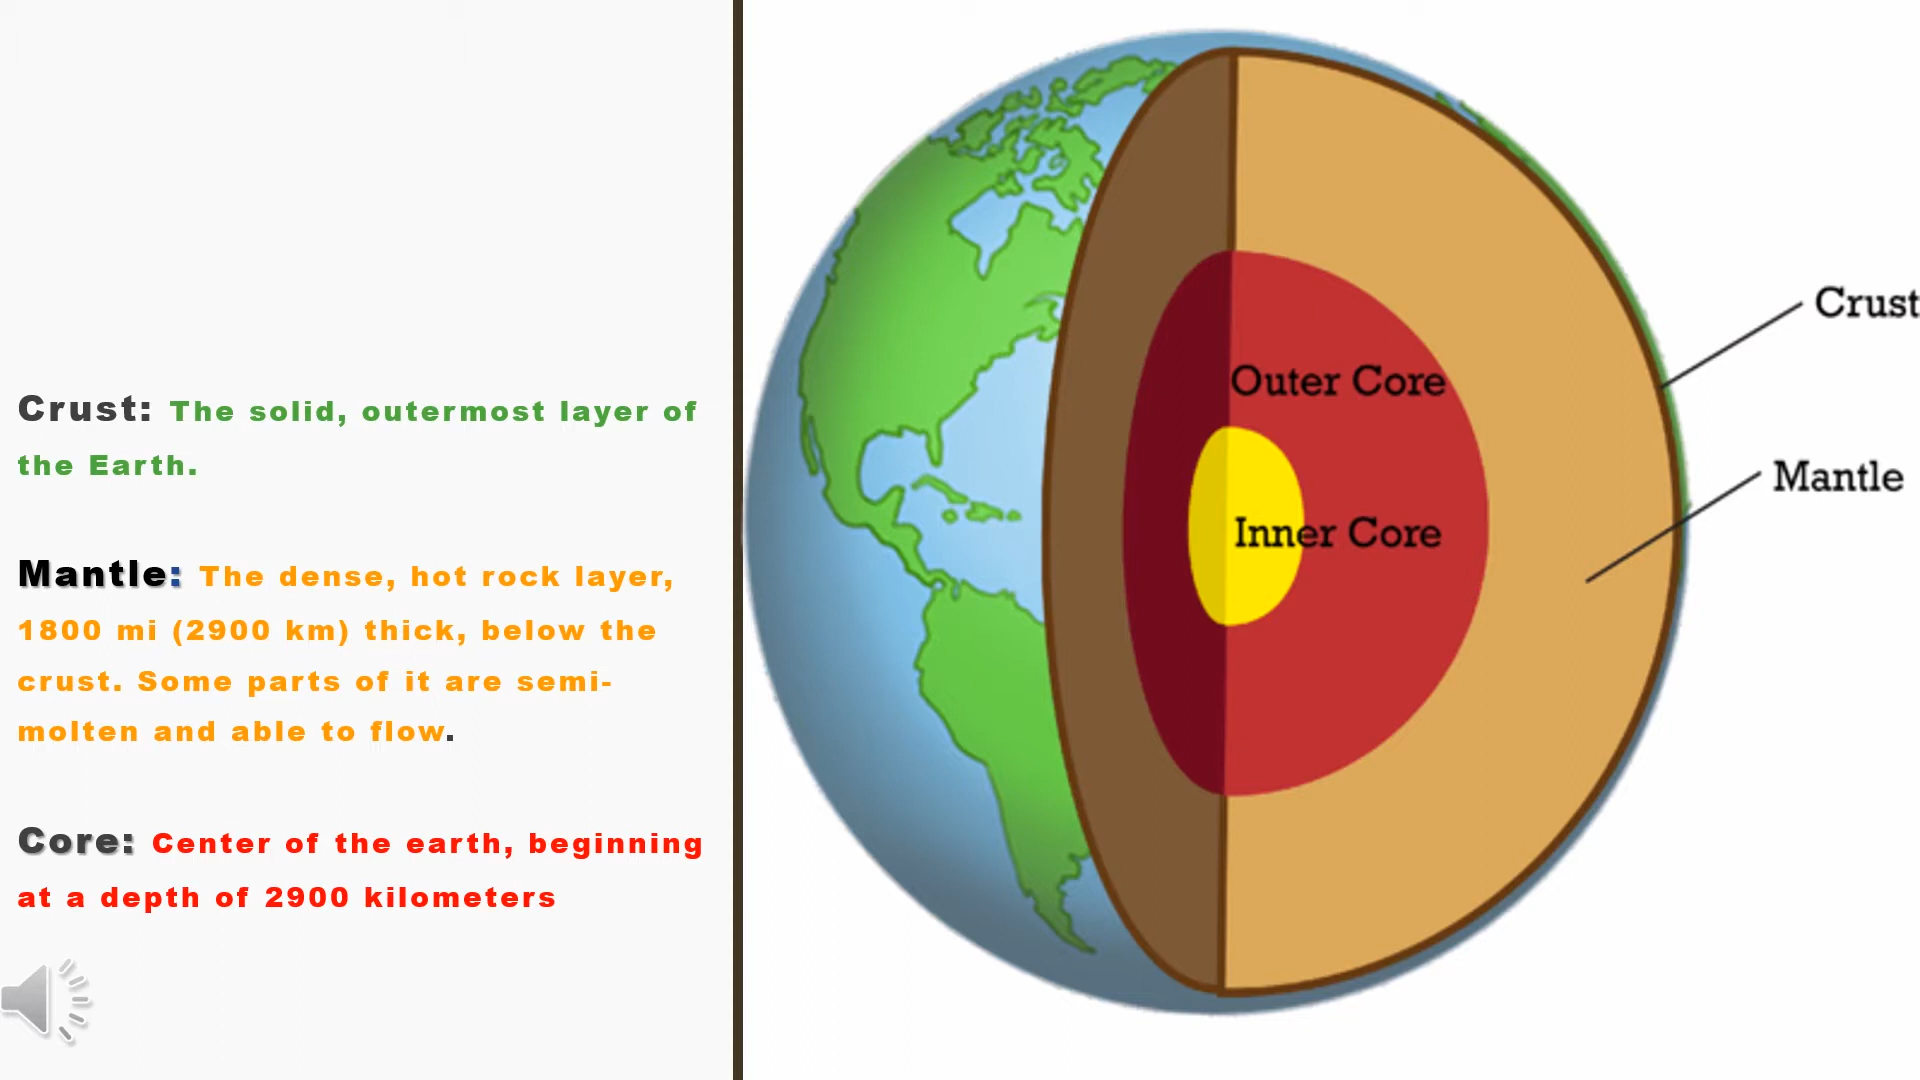 Crust: The solid, outermost layer of
the Earth.
Mantle: The dense, hot rock layer,
1800 mi (2900 km) thick, below the
crust. Some parts of it are semi-
molten and able to flow.
Core: Center of the earth, beginning
at a depth of 2900 kilometers
Crust
Outer Core
Mantle
Inner Core